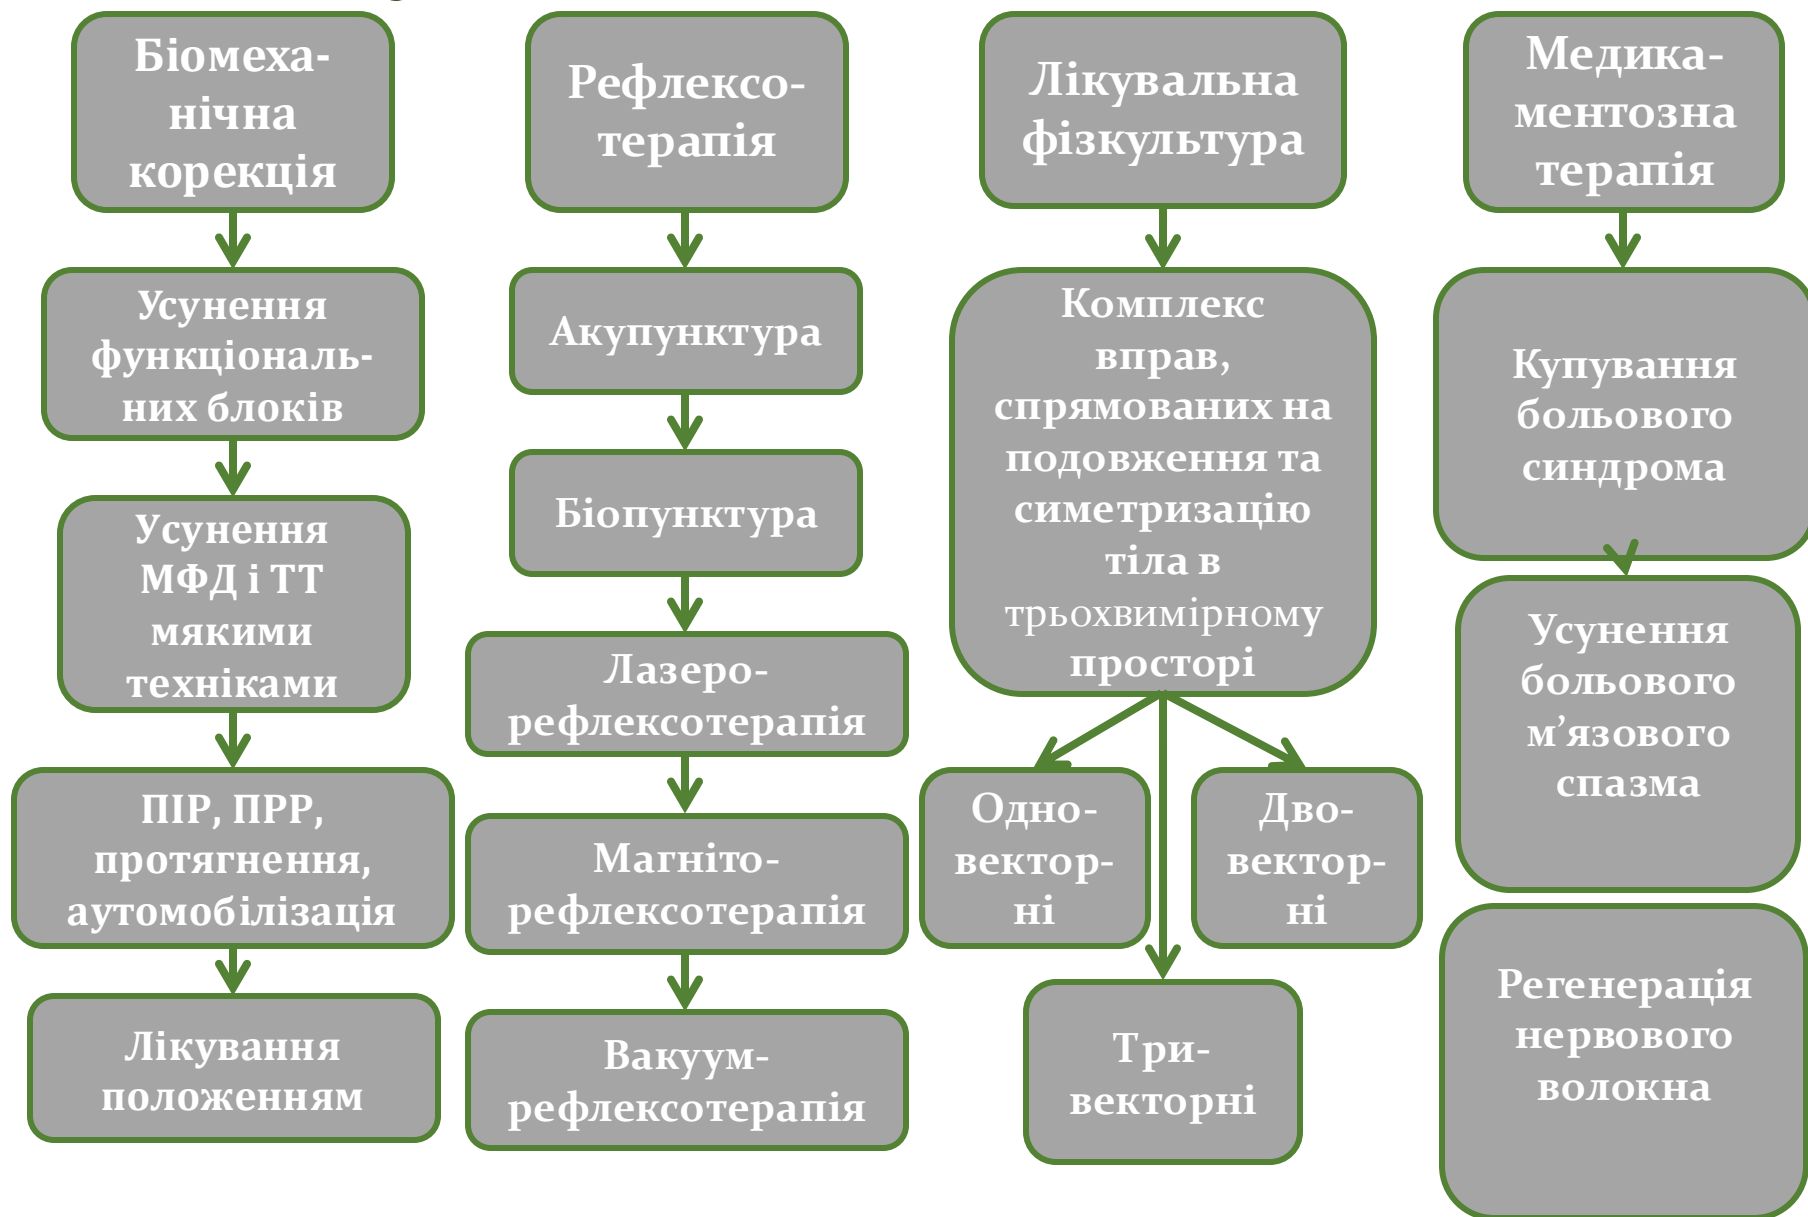 Біомеха-
нічна
корекція
Усунення
функціональ-
них блоків
Усунення
МФД і ТТ
мякими
техніками
ПІР, ПРР,
протягнення,
аутомобілізація
Лікування
положенням
Рефлексо-
терапія
Акупунктура
Біопунктура
Лазеро-
рефлексотерапія
Магніто-
рефлексотерапія
Вакуум-
рефлексотерапія
Лікувальна
фізкультура
Комплекс
вправ,
спрямованих на
подовження та
симетризацію
тіла в
трьохвимірному
просторі
Одно-
вектор-
ні
Дво-
вектор-
ні
Три-
векторні
Медика-
ментозна
терапія
Купування
больового
синдрома
Усунення
больового
м’язового
спазма
Регенерація
нервового
волокна